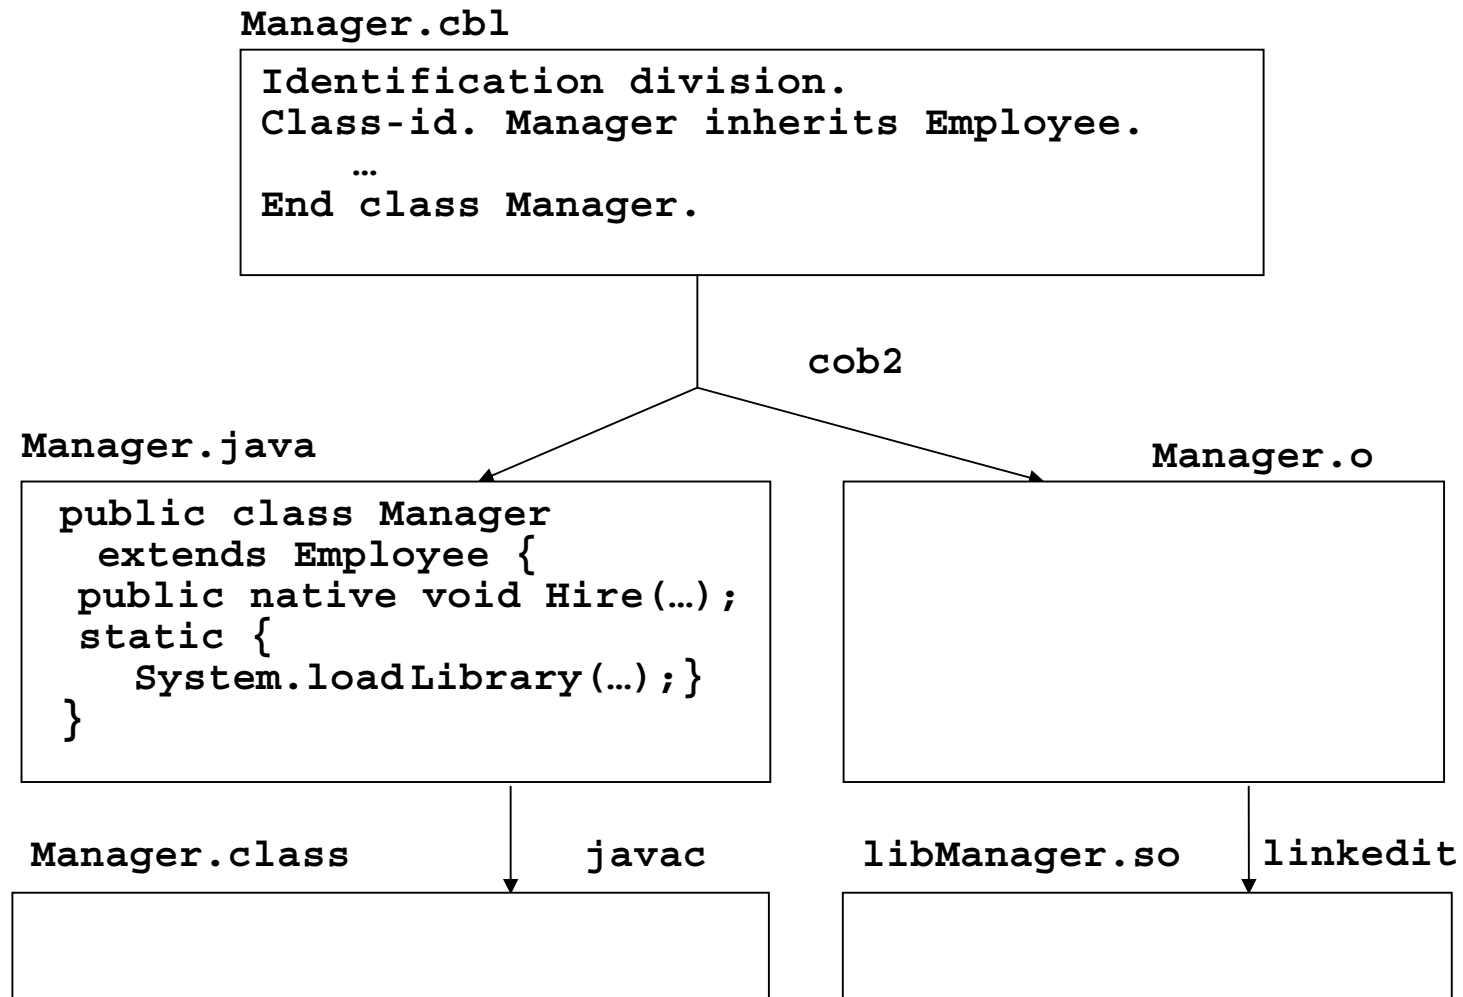 Manager.cbl
Identification division.
Class-id. Manager inherits Employee.
…
End class Manager.
cob2
Manager.java
Manager.o
public class Manager
extends Employee {
public native void Hire(…);
static {
System.loadLibrary(…);}
}
Manager.class
javac
libManager.so
linkedit